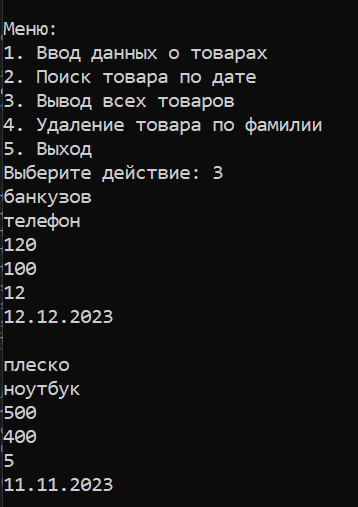 Меню:
1. Ввод данных о товарах
2. Поиск товара по дате
3. Вывод всех товаров
4. Удаление товара по фамилии
5. Выход
Выберите действие: 3
банкузов
телефон
120
100
12
12.12.2023
плеско
ноутбук
500
400
5
11.11.2023